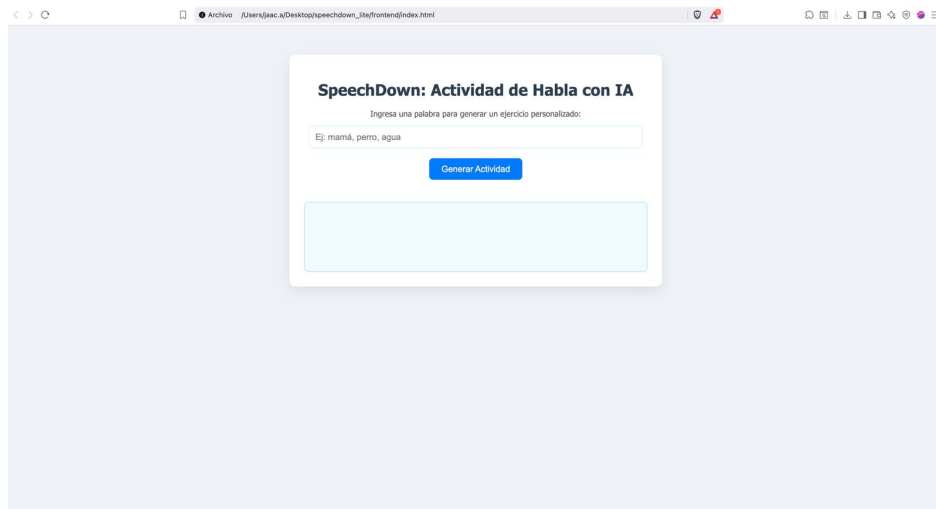 Archivo /Users/jaac.a/Desktop/speechdown_lite/frontend/index.html
SpeechDown: Actividad de Habla con IA
Ingresa una palabra para generar un ejercicio personalizado:
Ej: mamá, perro, agua
Generar Actividad